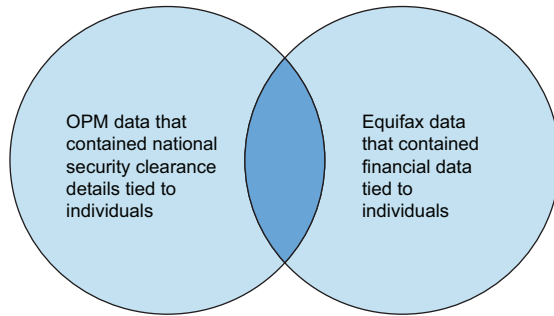 OPM data that
contained national
security clearance
details tied to
individuals
Equifax data
that contained
financial data
tied to
individuals